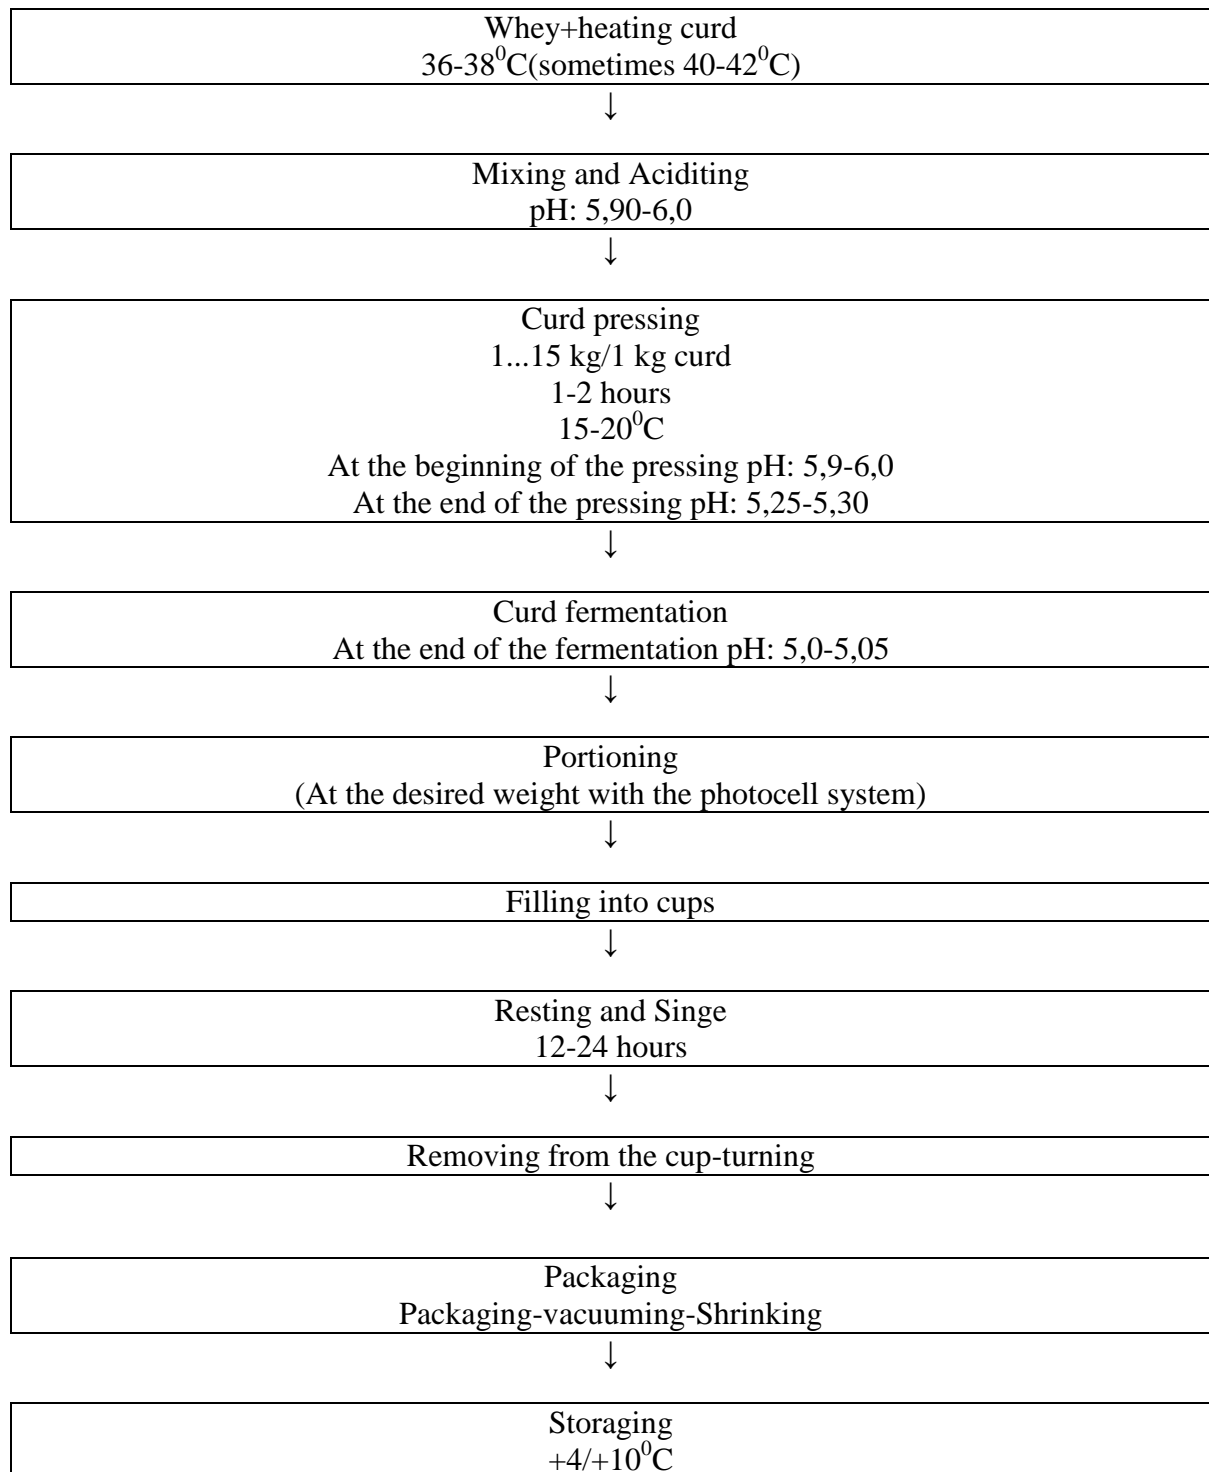 Whey+heating curd
36-38⁰C(sometimes 40-42⁰C)
↓
Mixing and Aciditing
pH: 5,90-6,0
↓
Curd pressing
1...15 kg/1 kg curd
1-2 hours
15-20⁰C
At the beginning of the pressing pH: 5,9-6,0
At the end of the pressing pH: 5,25-5,30
↓
Curd fermentation
At the end of the fermentation pH: 5,0-5,05
↓
Portioning
(At the desired weight with the photocell system)
↓
Filling into cups
↓
Resting and Singe
12-24 hours
↓
Removing from the cup-turning
↓
Packaging
Packaging-vacuuming-Shrinking
↓
Storaging
+4/+10⁰C